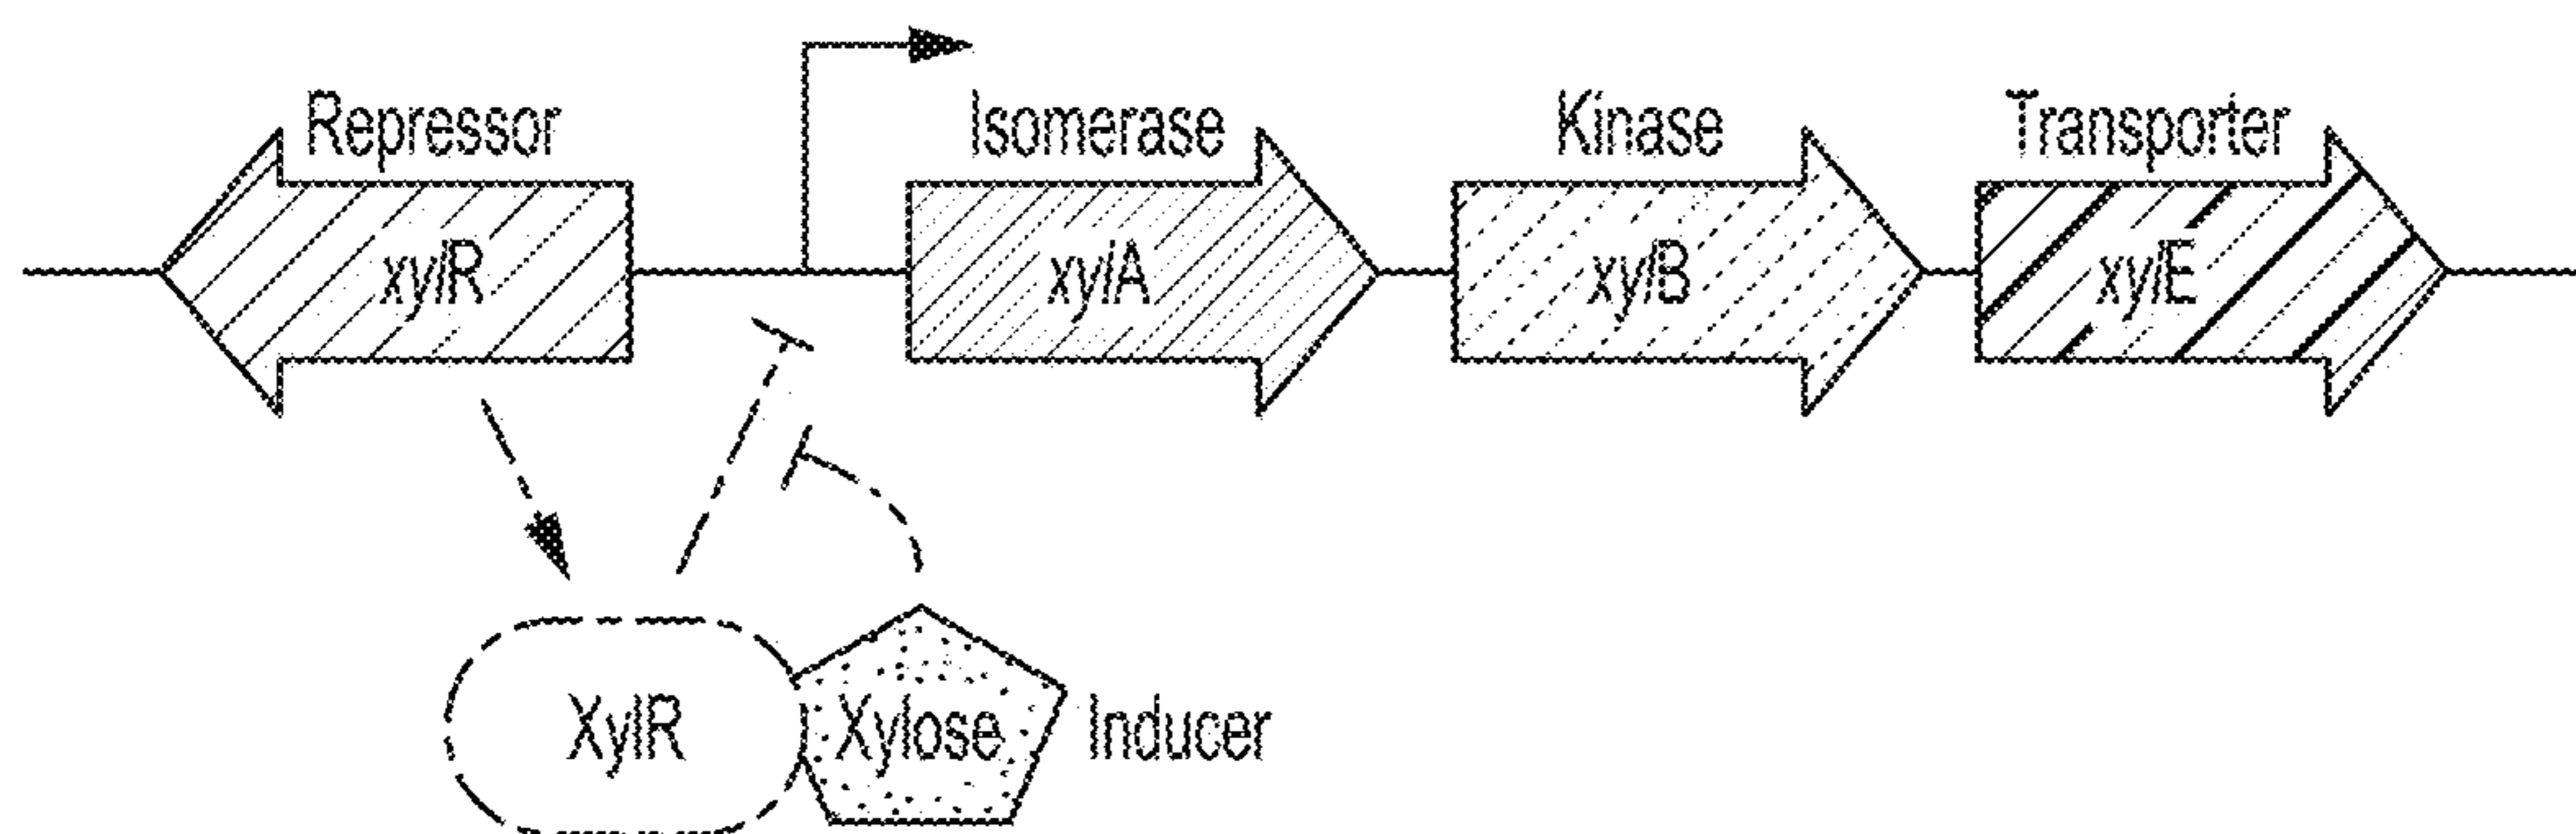 Repressor
Isomerase
Kinase
Transporter
xylR
xylA
xylB
xylE
XylR
Xylose
Inducer